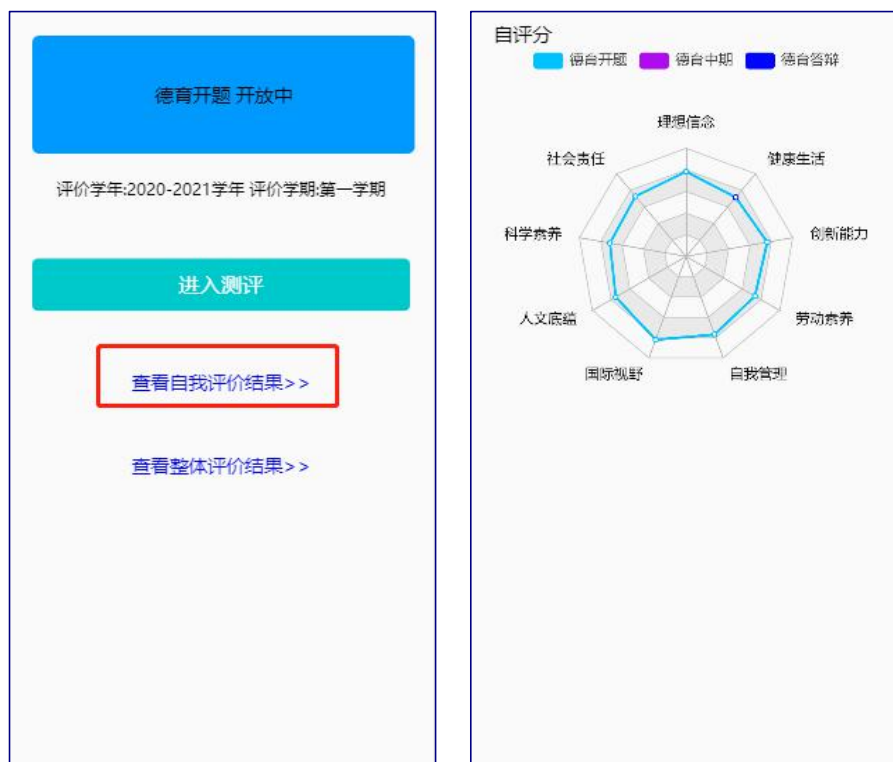 德育开题 开放中
评价学年:2020-2021学年 评价学期:第一学期
进入测评
查看自我评价结果>>
查看整体评价结果>>
自评分
德育开题 德育中期 德育答辩
理想信念
社会责任 健康生活
科学素养 创新能力
人文底蕴 劳动素养
国际视野 自我管理